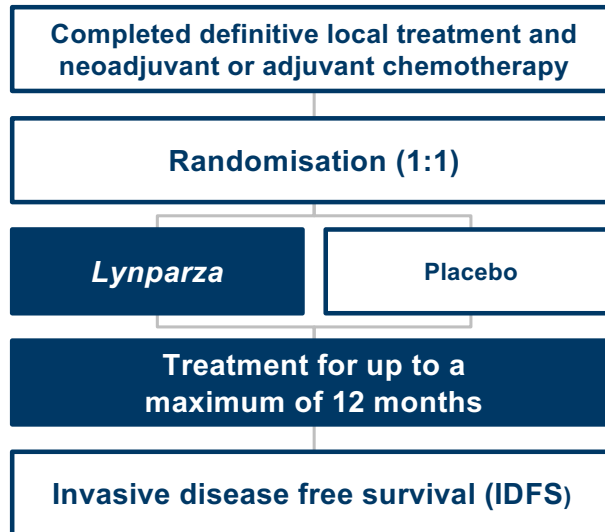 Completed definitive local treatment and
neoadjuvant or adjuvant chemotherapy
Randomisation (1:1)
Lynparza
Placebo
Treatment for up to a
maximum of 12 months
Invasive disease free survival (IDFS)